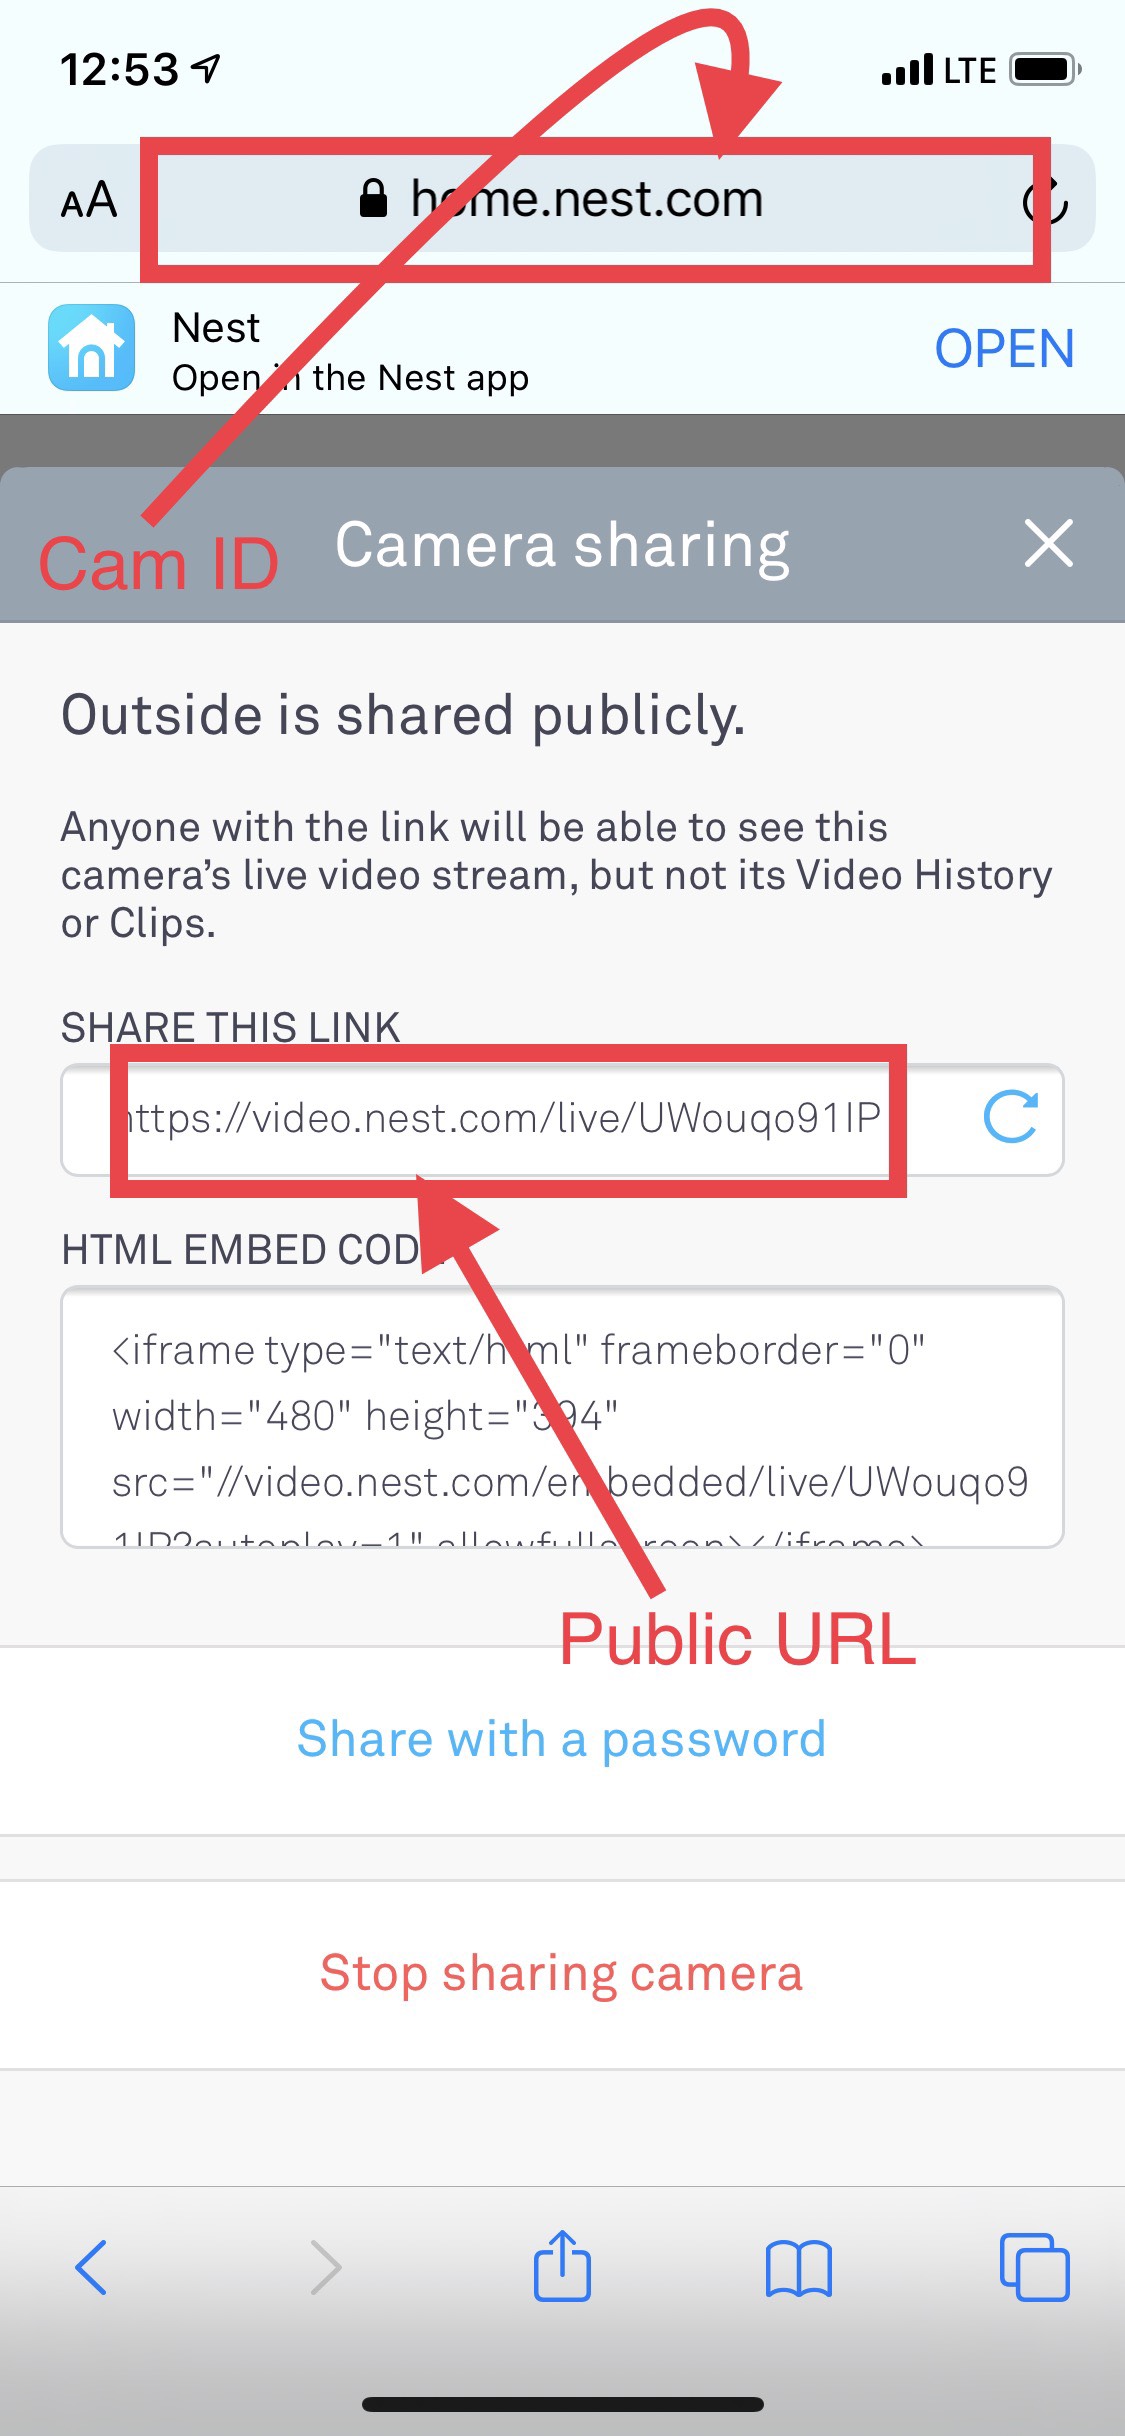 12:53
LTE
AA
home.nest.com
Nest
Open in the Nest app
OPEN
Cam ID
Camera sharing
Outside is shared publicly.
Anyone with the link will be able to see this
camera's live video stream, but not its Video History
or Clips.
SHARE THIS LINK
https://video.nest.com/live/UWouqo91IP
HTML EMBED CODE
<iframe type="text/html" frameborder="0"
width="480" height="394"
src="//video.nest.com/embedded/live/UWouqo9
1IP?autoplay=1" allowfullscreen></iframe>
Public URL
Share with a password
Stop sharing camera